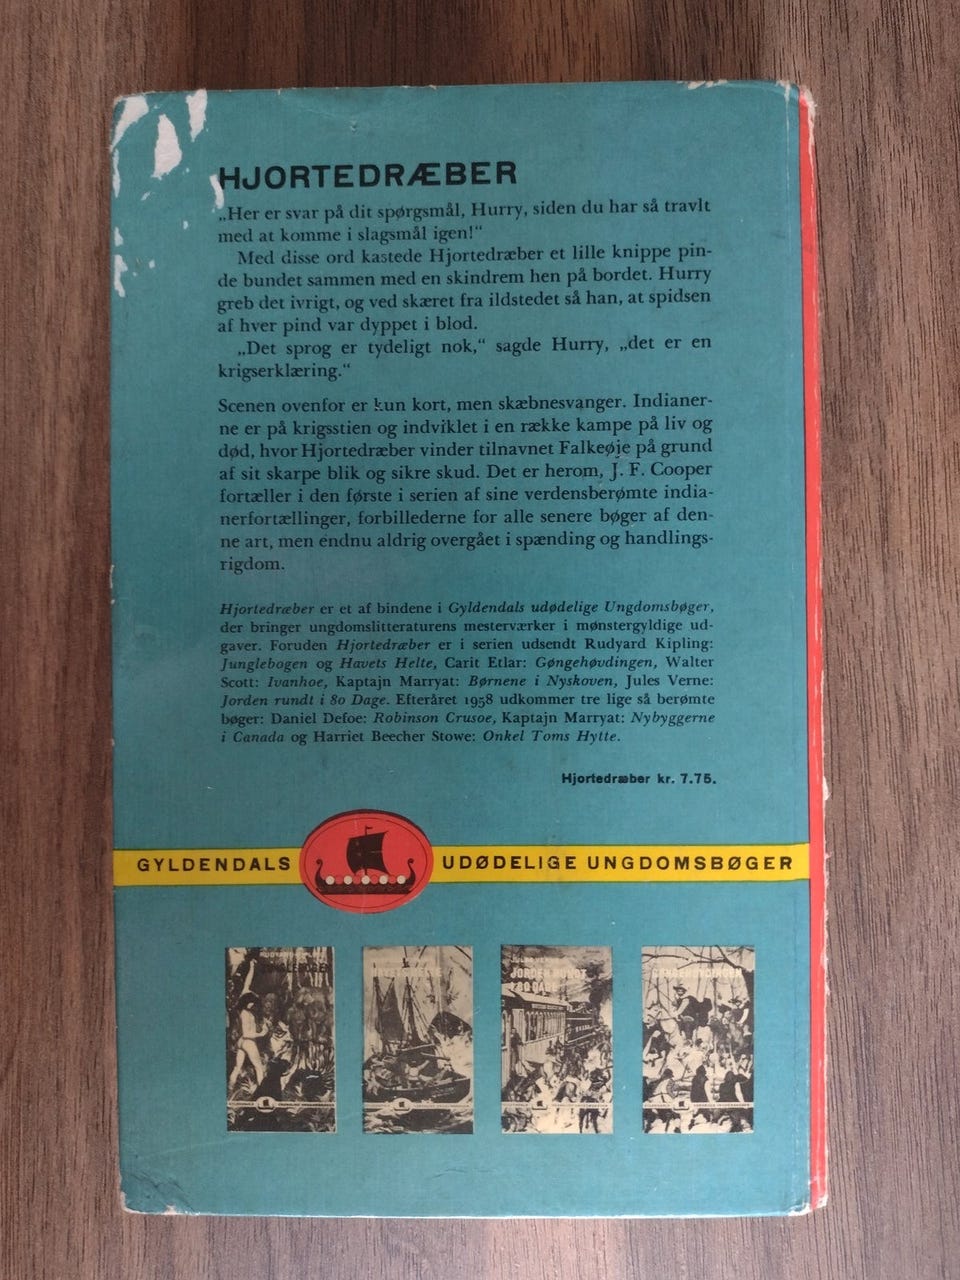 HJORTEDRÆBER
„Her er svar på dit spørgsmål, Hurry, siden du har så travlt
med at komme i slagsmål igen!“
Med disse ord kastede Hjortedræber et lille knippe pin-
de bundet sammen med en skindrem hen på bordet. Hurry
greb det ivrigt, og ved skæret fra ildstedet så han, at spidsen
af hver pind var dyppet i blod.
„Det sprog er tydeligt nok,“ sagde Hurry, „det er en
krigserklæring.“
Scenen ovenfor er kun kort, men skæbnesvanger. Indianer-
ne er på krigsstien og indviklet i en række kampe på liv og
død, hvor Hjortedræber vinder tilnavnet Falkeøje på grund
af sit skarpe blik og sikre skud. Det er herom, J. F. Cooper
fortæller i den første i serien af sine verdensberømte india-
nerfortællinger, forbillederne for alle senere bøger af den-
ne art, men endnu aldrig overgået i spænding og handlings-
rigdom.
Hjortedræber er et af bindene i Gyldendals udødelige Ungdomsbøger,
der bringer ungdomslitteraturens mesterværker i mønstergyldige ud-
gaver. Foruden Hjortedræber er i serien udsendt Rudyard Kipling:
Junglebogen og Havets Helte, Carit Etlar: Gøngehøvdingen, Walter
Scott: Ivanhoe, Kaptajn Marryat: Børnene i Nyskoven, Jules Verne:
Jorden rundt i 80 Dage. Efteråret 1958 udkommer tre lige så berømte
bøger: Daniel Defoe: Robinson Crusoe, Kaptajn Marryat: Nybyggerne
i Canada og Harriet Beecher Stowe: Onkel Toms Hytte.
Hjortedræber kr. 7.75.
GYLDENDALS UDØDELIGE UNGDOMSBØGER
JORDEN RUNDT
I 80 DAGE